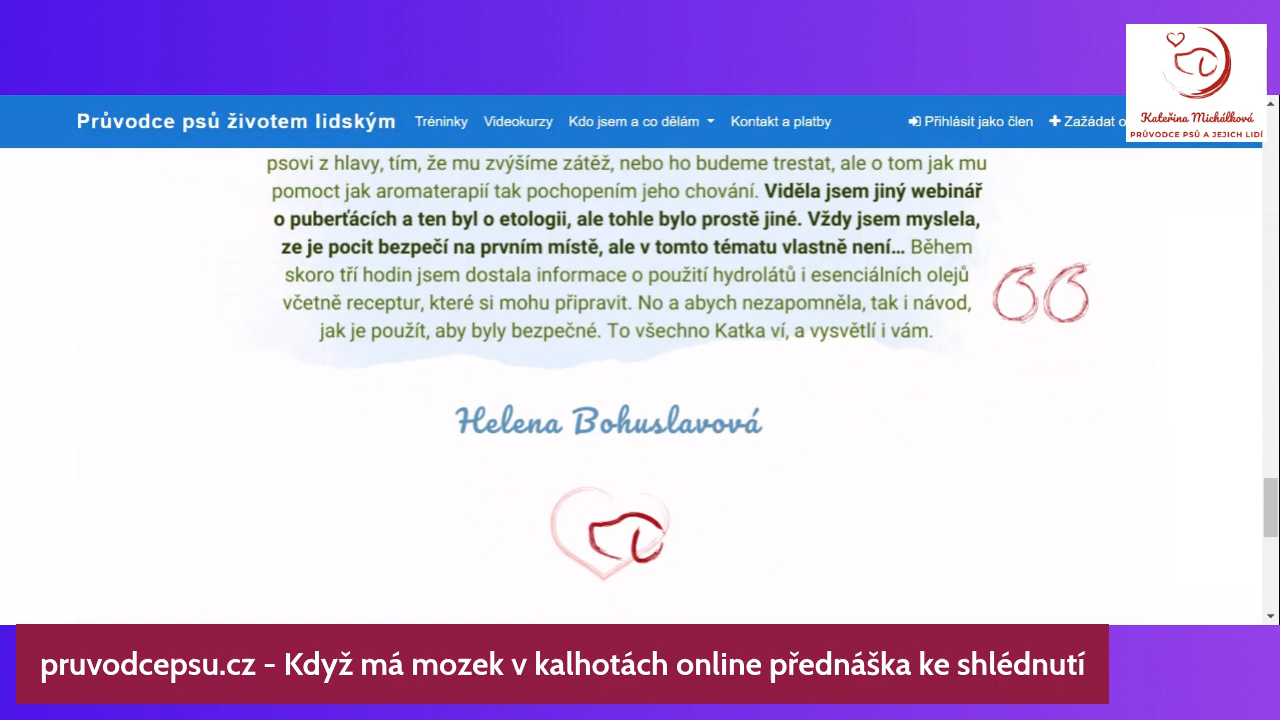 Kateřina Michálková
PRŮVODCE PSŮ A JEJICH LIDÍ
Průvodce psů životem lidským
Tréninky
Videokurzy
Kdo jsem a co dělám
Kontakt a platby
Přihlásit jako člen
Zažádat o
psovi z hlavy, tím, že mu zvýšíme zátěž, nebo ho budeme trestat, ale o tom jak mu
pomoct jak aromaterapií tak pochopením jeho chování. Viděla jsem jiný webinář
o puberťácích a ten byl o etologii, ale tohle bylo prostě jiné. Vždy jsem myslela,
ze je pocit bezpečí na prvním místě, ale v tomto tématu vlastně není... Během
skoro tří hodin jsem dostala informace o použití hydrolátů i esenciálních olejů
včetně receptur, které si mohu připravit. No a abych nezapomněla, tak i návod,
jak je použít, aby byly bezpečné. To všechno Katka ví, a vysvětlí i vám.
Helena Bohuslavová
pruvodcepsu.cz - Když má mozek v kalhotách online přednáška ke shlédnutí